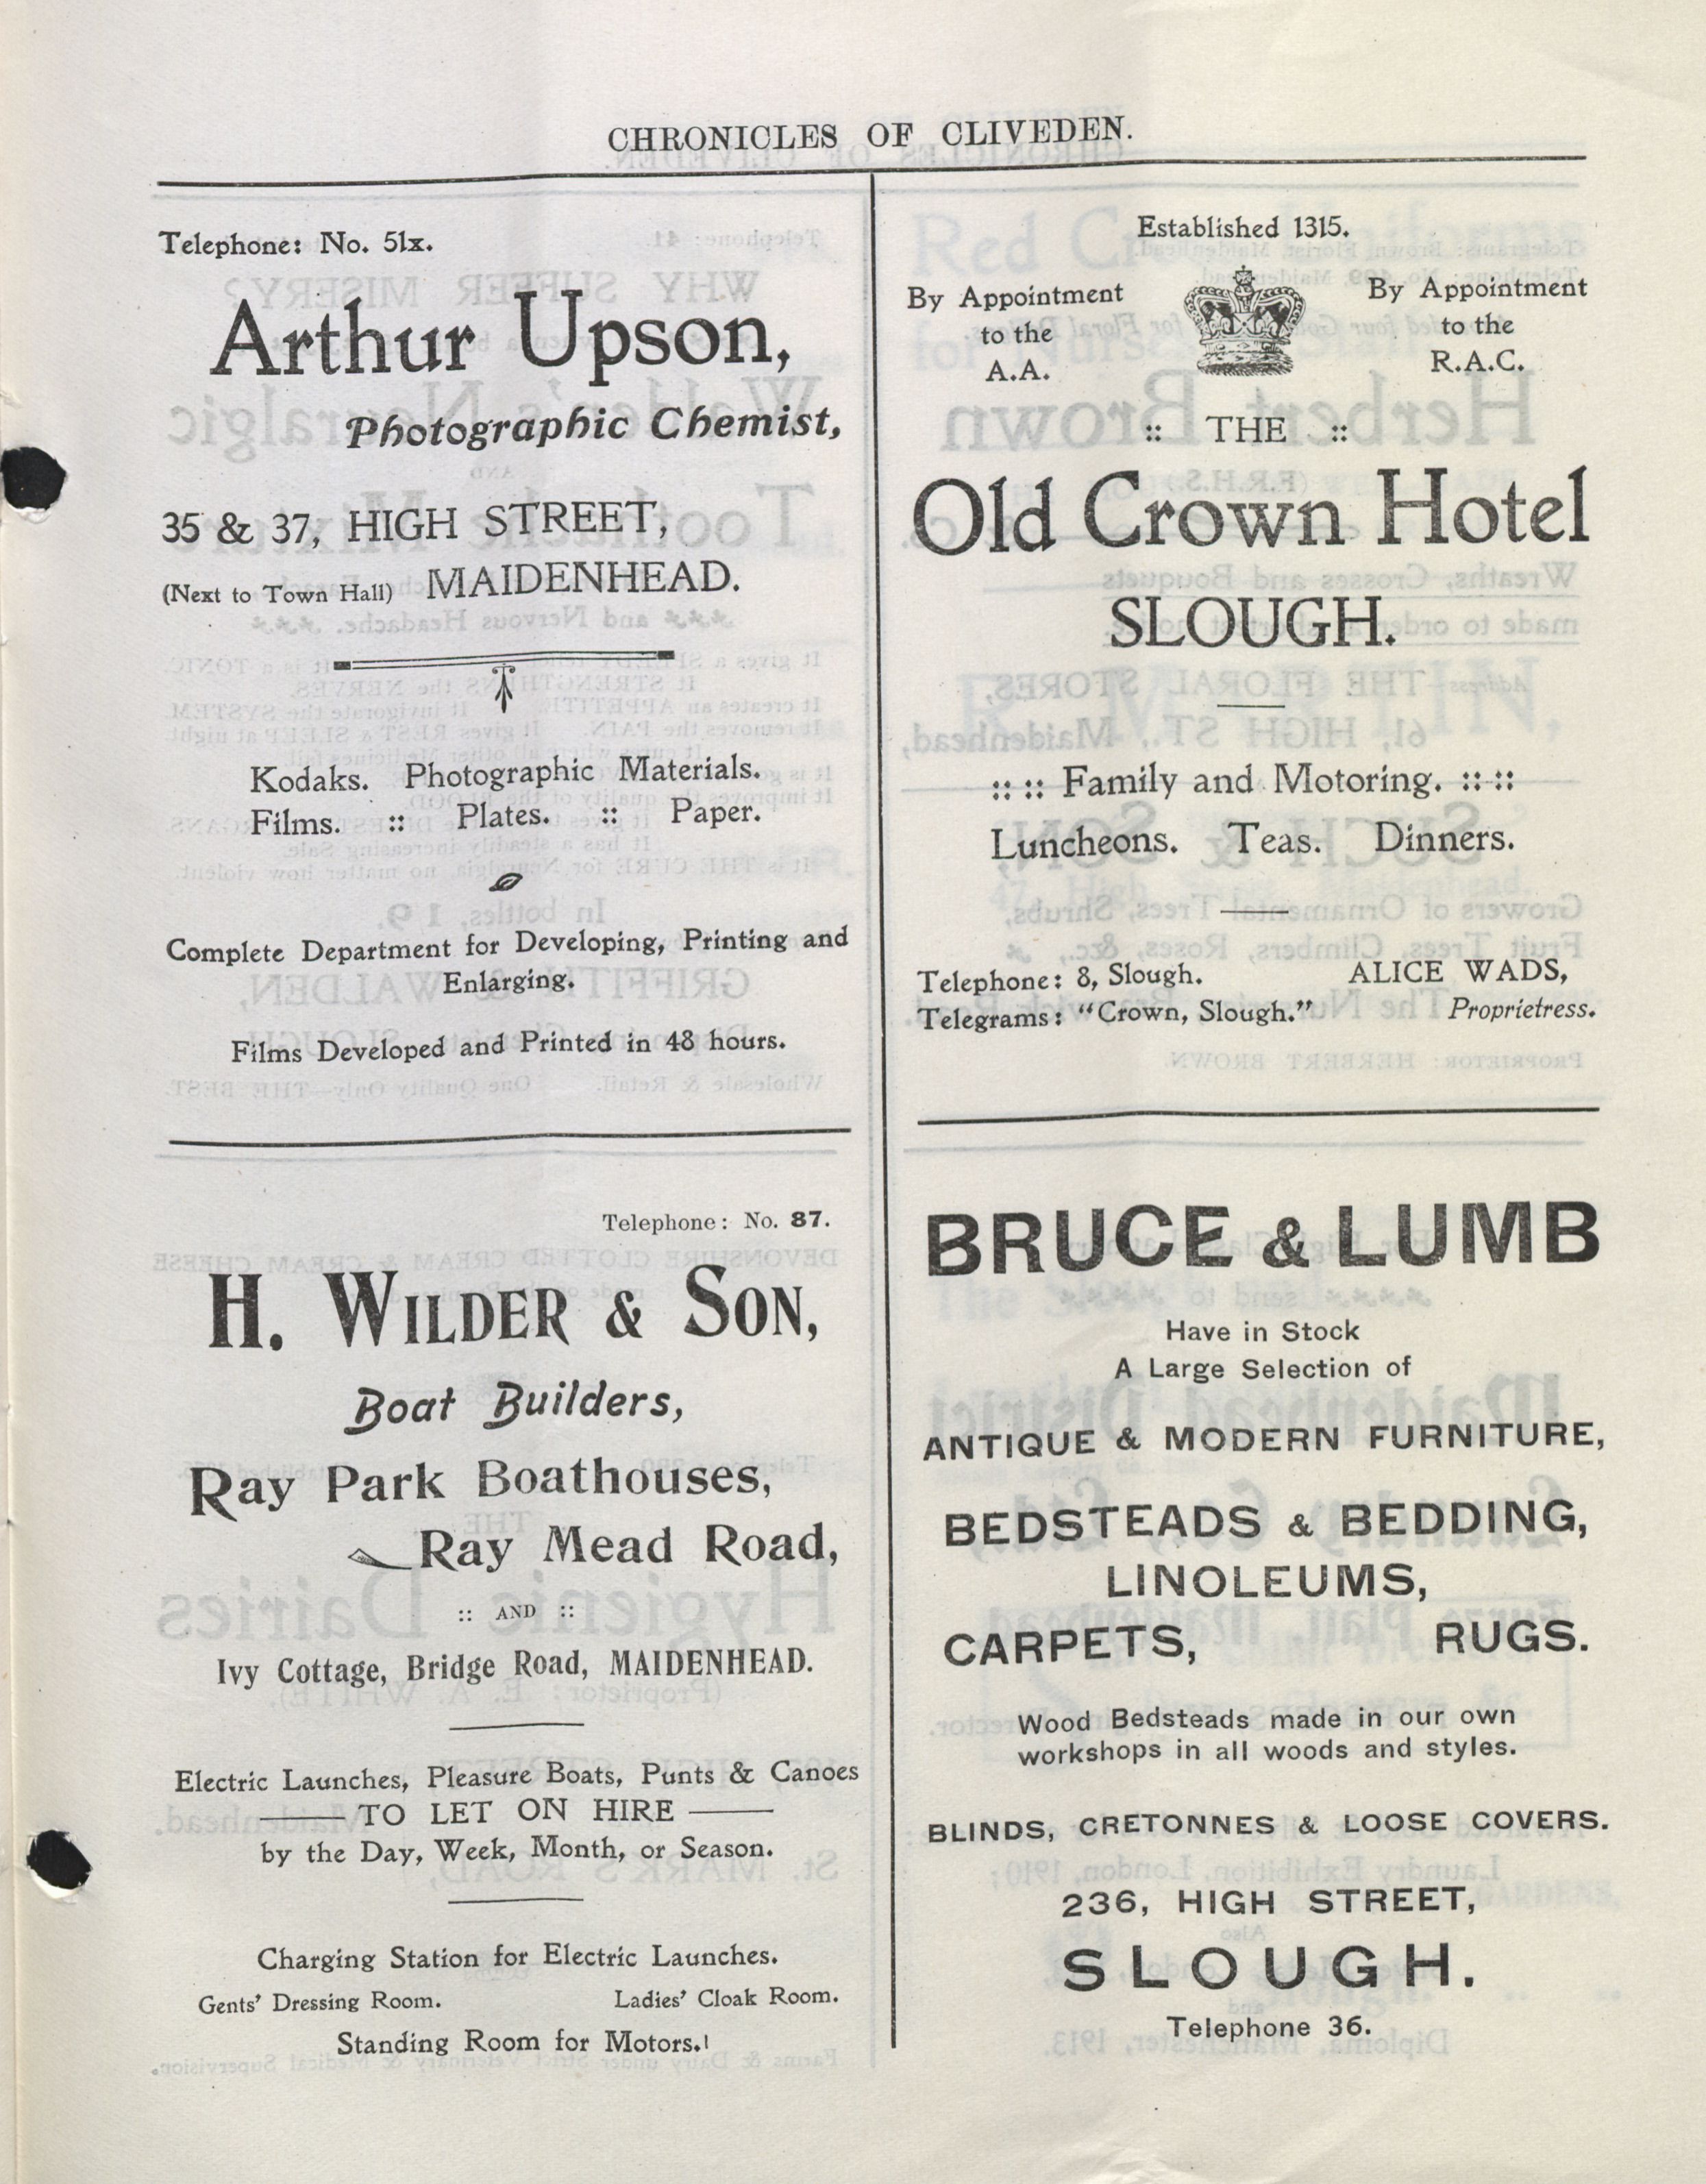 CHRONICLES OF CLIVEDEN.
Telephone: No. 51x.
Arthur Upson,
Photographic Chemist,
35 & 37, HIGH STREET,
(Next to Town Hall) MAIDENHEAD.
Kodaks. Photographic Materials.
Films. :: Plates. :: Paper.
Complete Department for Developing, Printing and
Enlarging.
Films Developed and Printed in 48 hours.
Established 1315.
By Appointment
to the
A.A.
By Appointment
to the
R.A.C.
:: THE ::
Old Crown Hotel
SLOUGH.
:: :: Family and Motoring. :: ::
Luncheons. Teas. Dinners.
Telephone: 8, Slough. ALICE WADS,
Telegrams: "Crown, Slough." Proprietress.
Telephone: No. 87.
H. WILDER & SON,
Boat Builders,
Ray Park Boathouses,
Ray Mead Road,
:: AND ::
Ivy Cottage, Bridge Road, MAIDENHEAD.
Electric Launches, Pleasure Boats, Punts & Canoes
—— TO LET ON HIRE ——
by the Day, Week, Month, or Season.
Charging Station for Electric Launches.
Gents' Dressing Room. Ladies' Cloak Room.
Standing Room for Motors.
BRUCE & LUMB
Have in Stock
A Large Selection of
ANTIQUE & MODERN FURNITURE,
BEDSTEADS & BEDDING,
LINOLEUMS,
CARPETS, RUGS.
Wood Bedsteads made in our own
workshops in all woods and styles.
BLINDS, CRETONNES & LOOSE COVERS.
236, HIGH STREET,
SLOUGH.
Telephone 36.